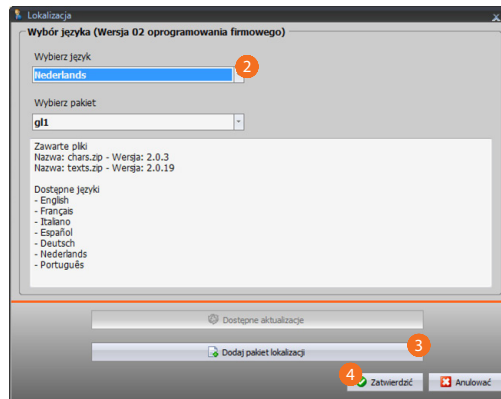 Lokalizacja
x
Wybór języka (Wersja 02 oprogramowania firmowego)
Wybierz język
Nederlands
2
Wybierz pakiet
gl1
Zawarte pliki
Nazwa: chars.zip - Wersja: 2.0.3
Nazwa: texts.zip - Wersja: 2.0.19
Dostępne języki
- English
- Français
- Italiano
- Español
- Deutsch
- Nederlands
- Português
Dostępne aktualizacje
Dodaj pakiet lokalizacji
3
4
Zatwierdzić
Anulować